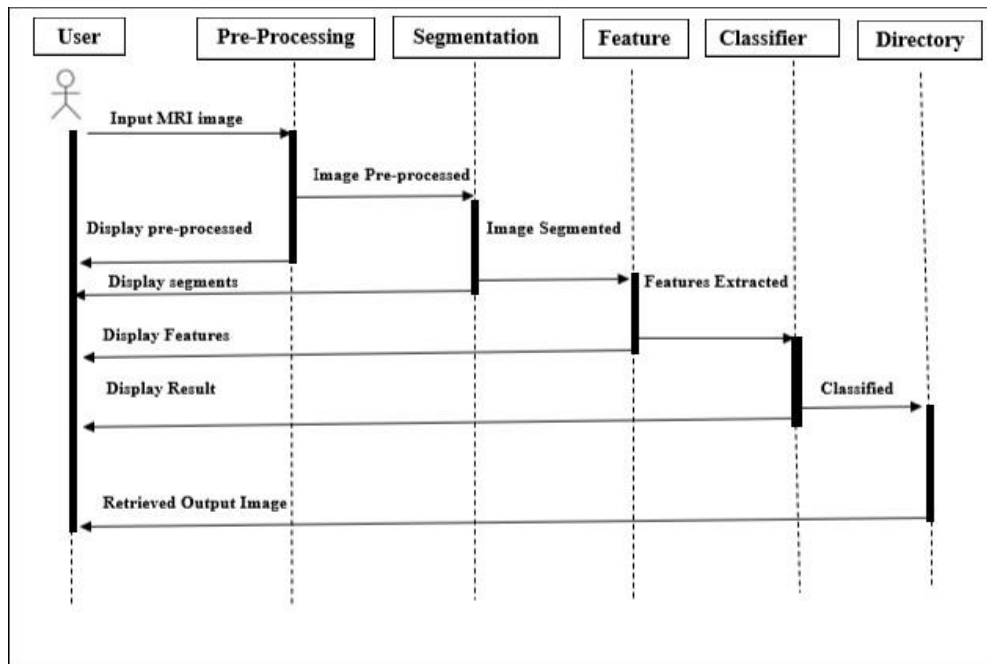 User
Pre-Processing
Segmentation
Feature
Classifier
Directory
Input MRI image
Image Pre-processed
Display pre-processed
Image Segmented
Display segments
Features Extracted
Display Features
Display Result
Classified
Retrieved Output Image